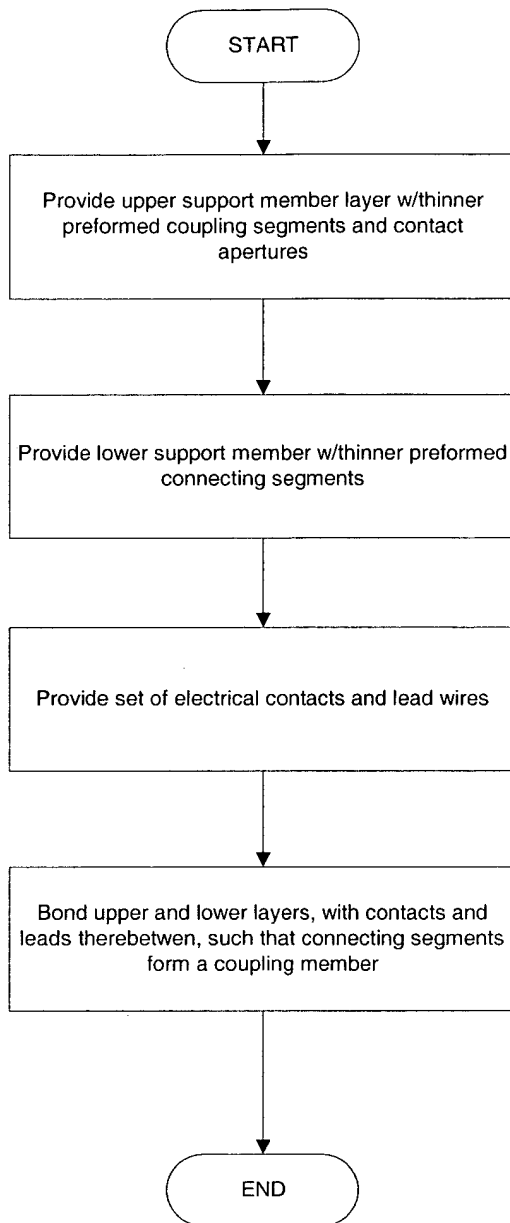 START
Provide upper support member layer w/thinner
preformed coupling segments and contact
apertures
Provide lower support member w/thinner preformed
connecting segments
Provide set of electrical contacts and lead wires
Bond upper and lower layers, with contacts and
leads therebetwen, such that connecting segments
form a coupling member
END